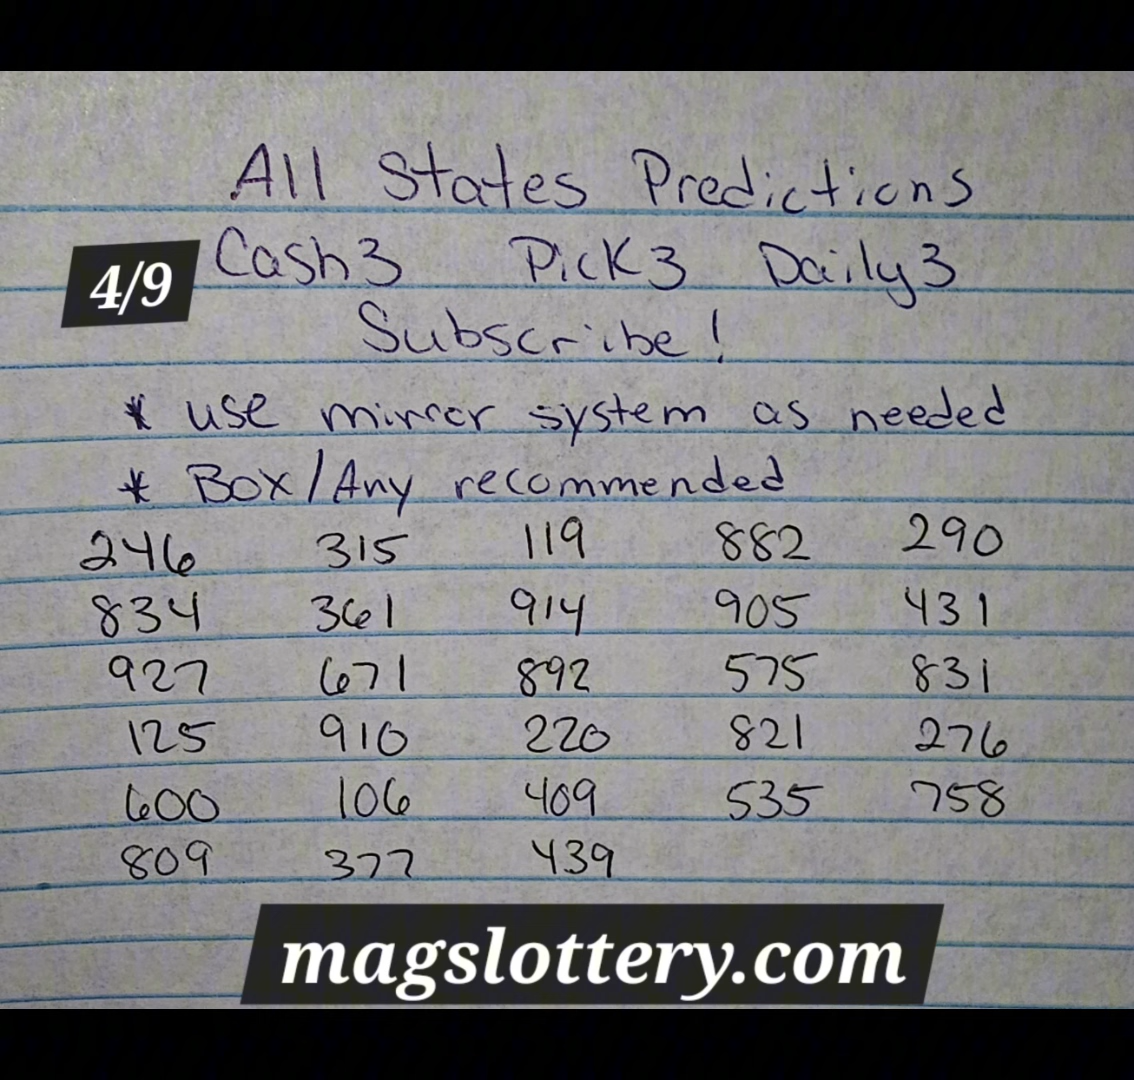 All States Predictions
4/9 Cash3 Pick3 Daily3
Subscribe!
* use mirror system as needed
* Box/Any recommended
246 315 119 882 290
834 361 914 905 431
927 671 892 575 831
125 910 220 821 276
600 106 409 535 758
809 377 439
magslottery.com